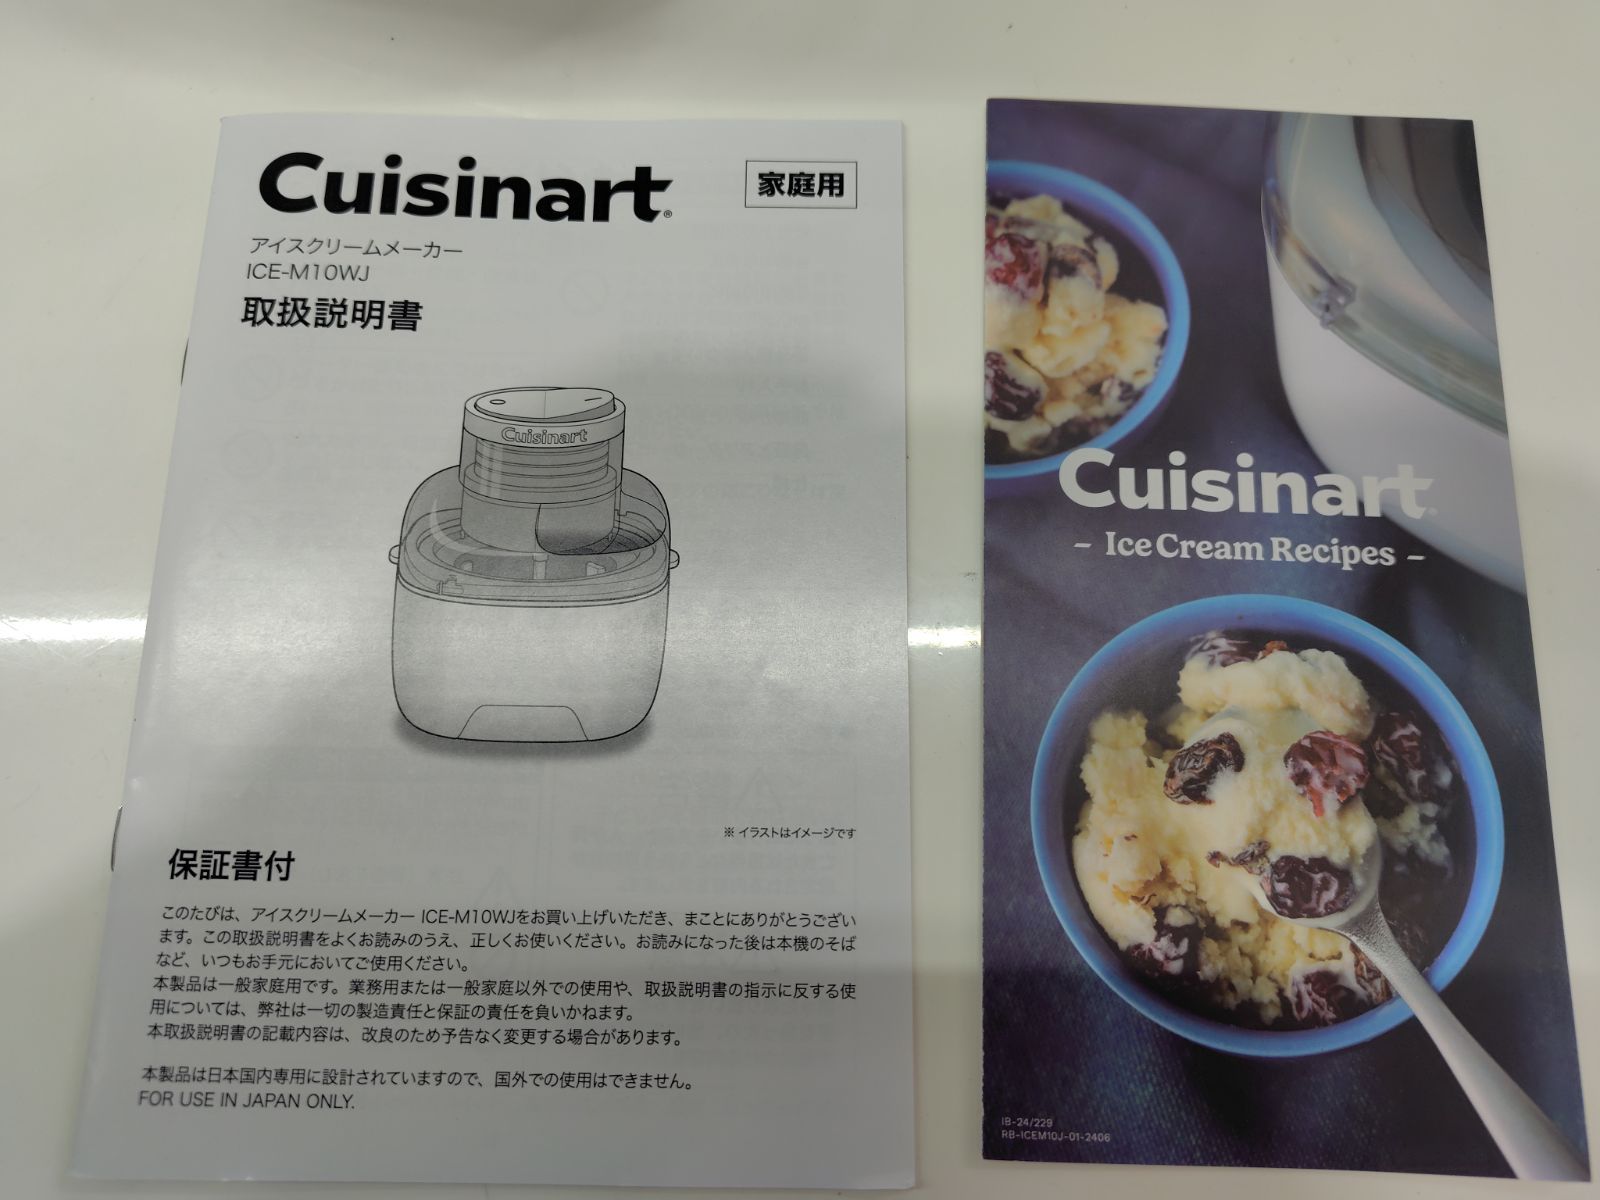 Cuisinart®
家庭用
アイスクリームメーカー
ICE-M10WJ
取扱説明書
Cuisinart
※ イラストはイメージです
保証書付
このたびは、アイスクリームメーカー ICE-M10WJをお買い上げいただき、まことにありがとうござい
ます。この取扱説明書をよくお読みのうえ、正しくお使いください。お読みになった後は本機のそば
など、いつもお手元においてご使用ください。
本製品は一般家庭用です。業務用または一般家庭以外での使用や、取扱説明書の指示に反する使
用については、弊社は一切の製造責任と保証の責任を負いかねます。
本取扱説明書の記載内容は、改良のため予告なく変更する場合があります。
本製品は日本国内専用に設計されていますので、国外での使用はできません。
FOR USE IN JAPAN ONLY.
Cuisinart®
– Ice Cream Recipes –
IB-24/229
RB-ICEM10J-01-2406